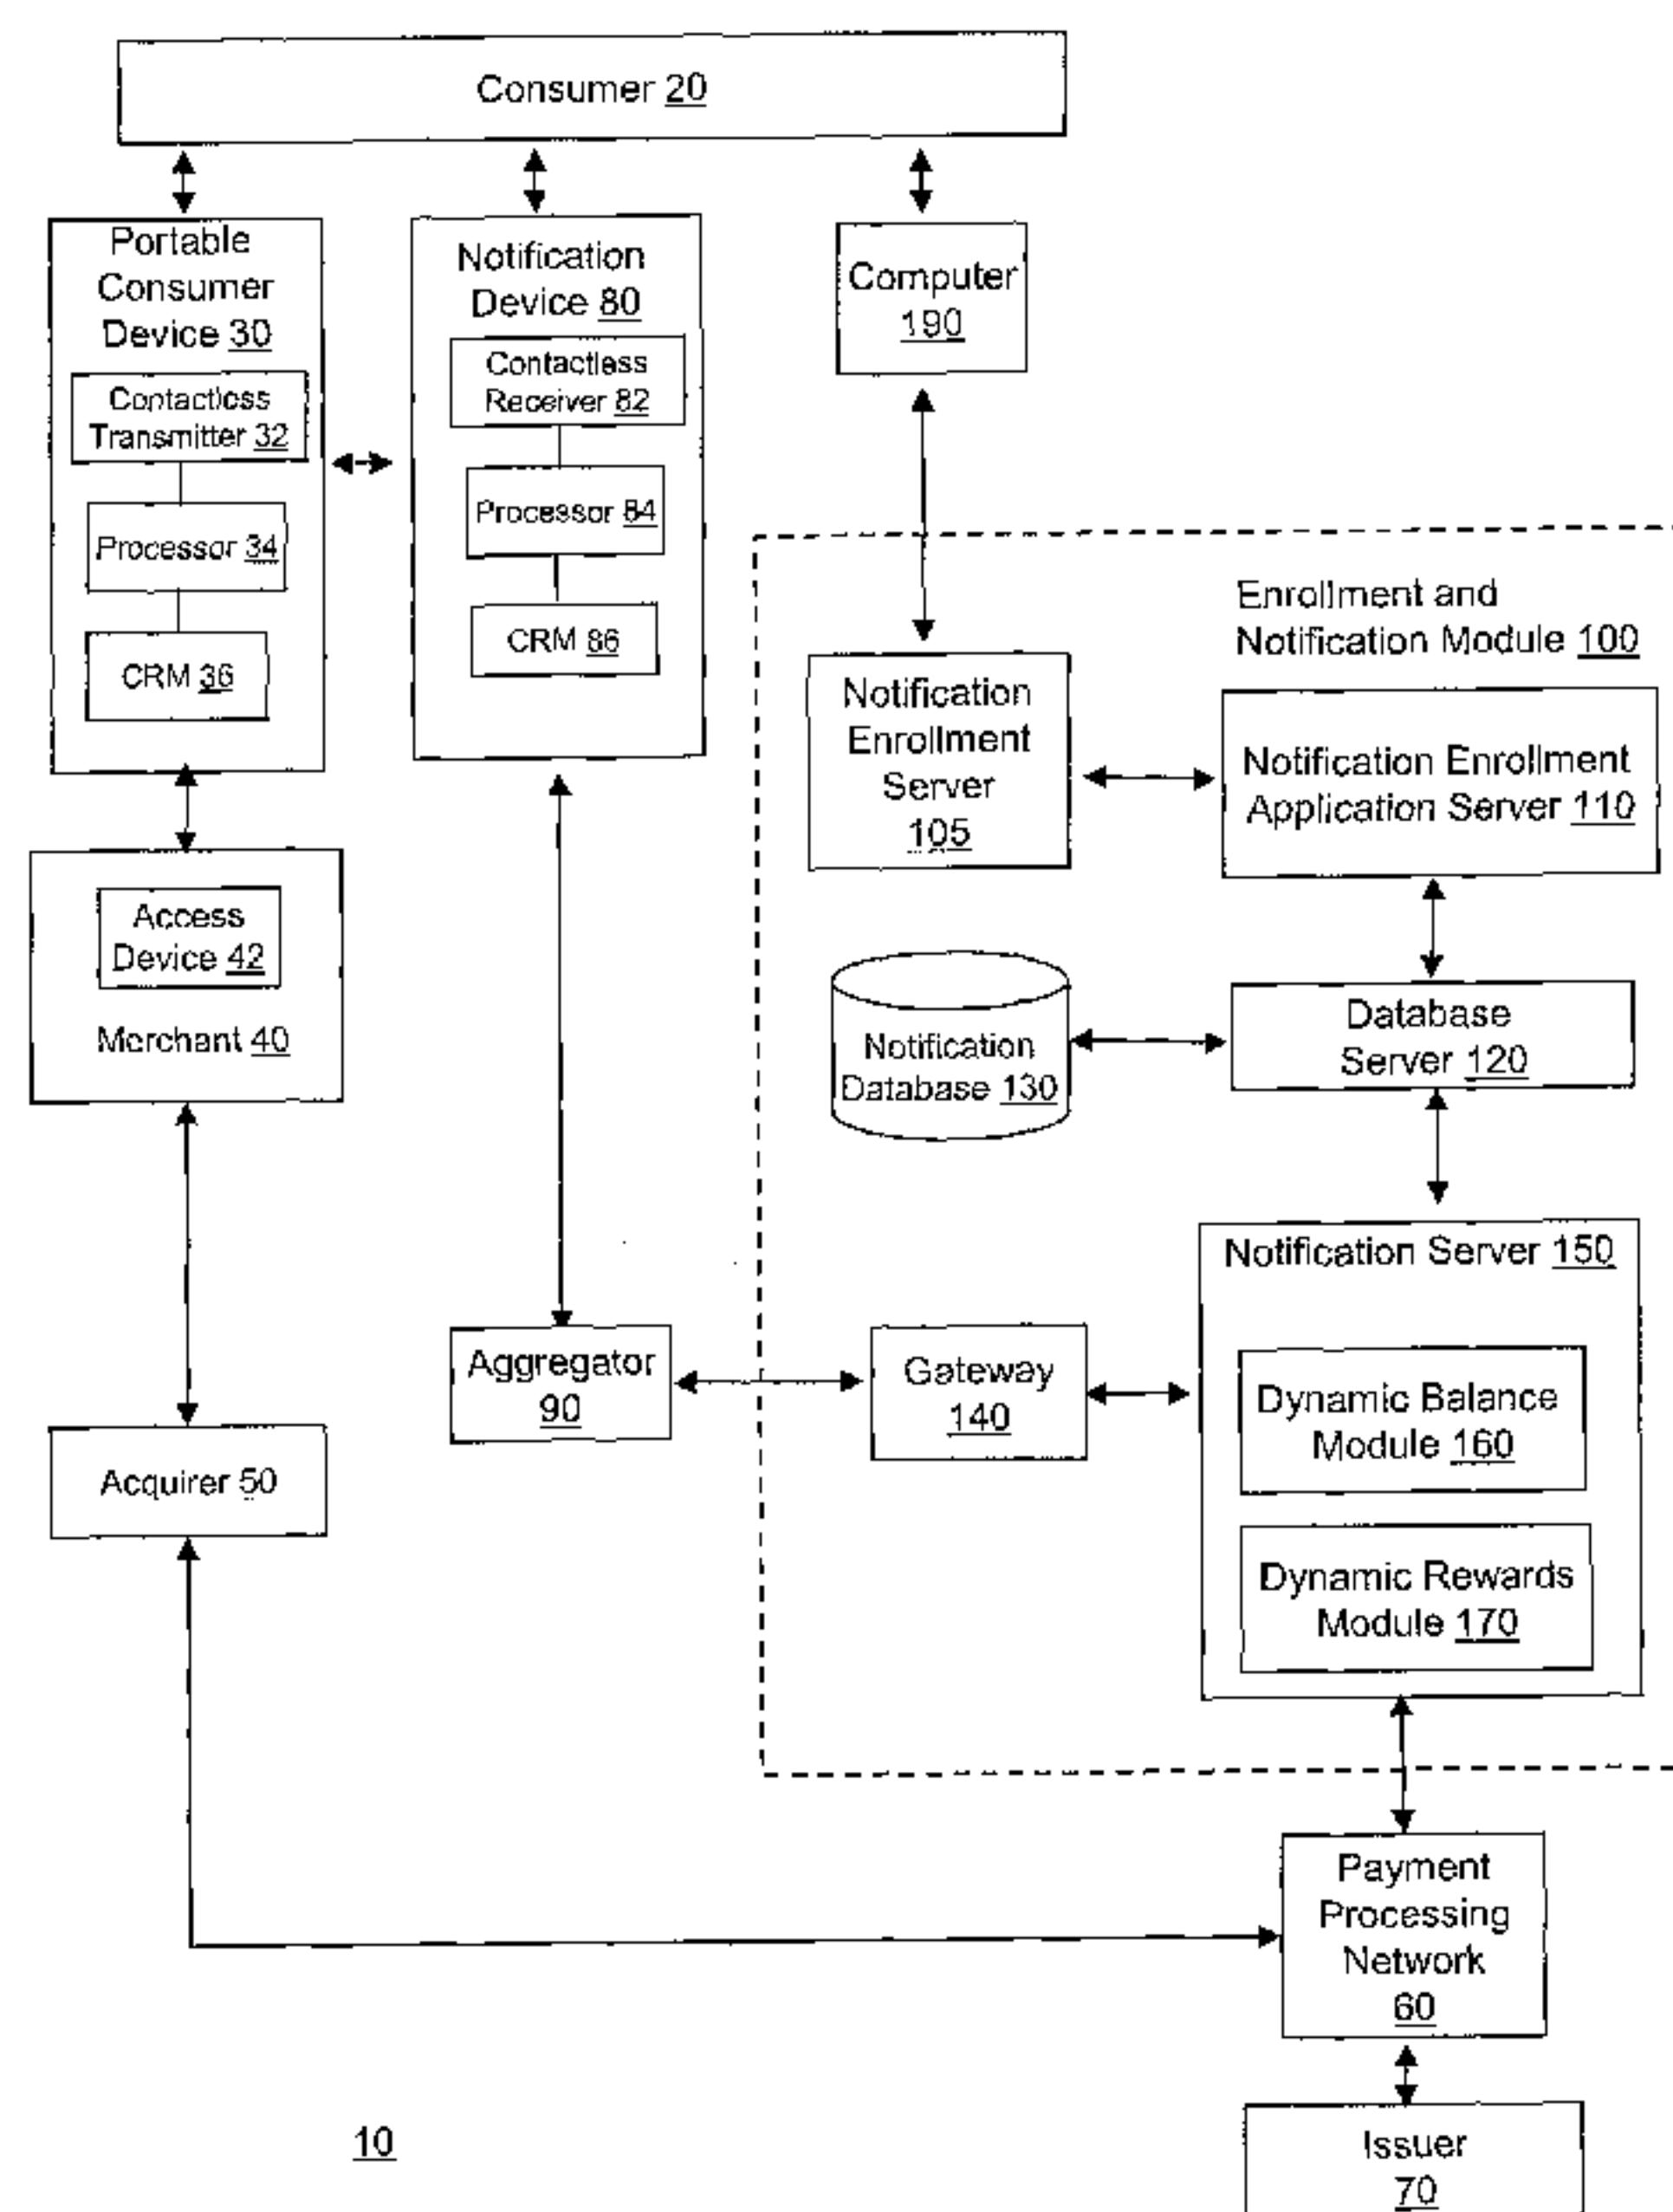 Consumer 20
Portable
Consumer
Device 30
Contactless
Transmitter 32
Processor 34
CRM 36
Notification
Device 80
Contactless
Receiver 82
Processor 84
CRM 86
Computer
190
Enrollment and
Notification Module 100
Notification
Enrollment
Server
105
Notification Enrollment
Application Server 110
Access
Device 42
Merchant 40
Notification
Database 130
Database
Server 120
Notification Server 150
Aggregator
90
Gateway
140
Dynamic Balance
Module 160
Acquirer 50
Dynamic Rewards
Module 170
Payment
Processing
Network
60
10
Issuer
70